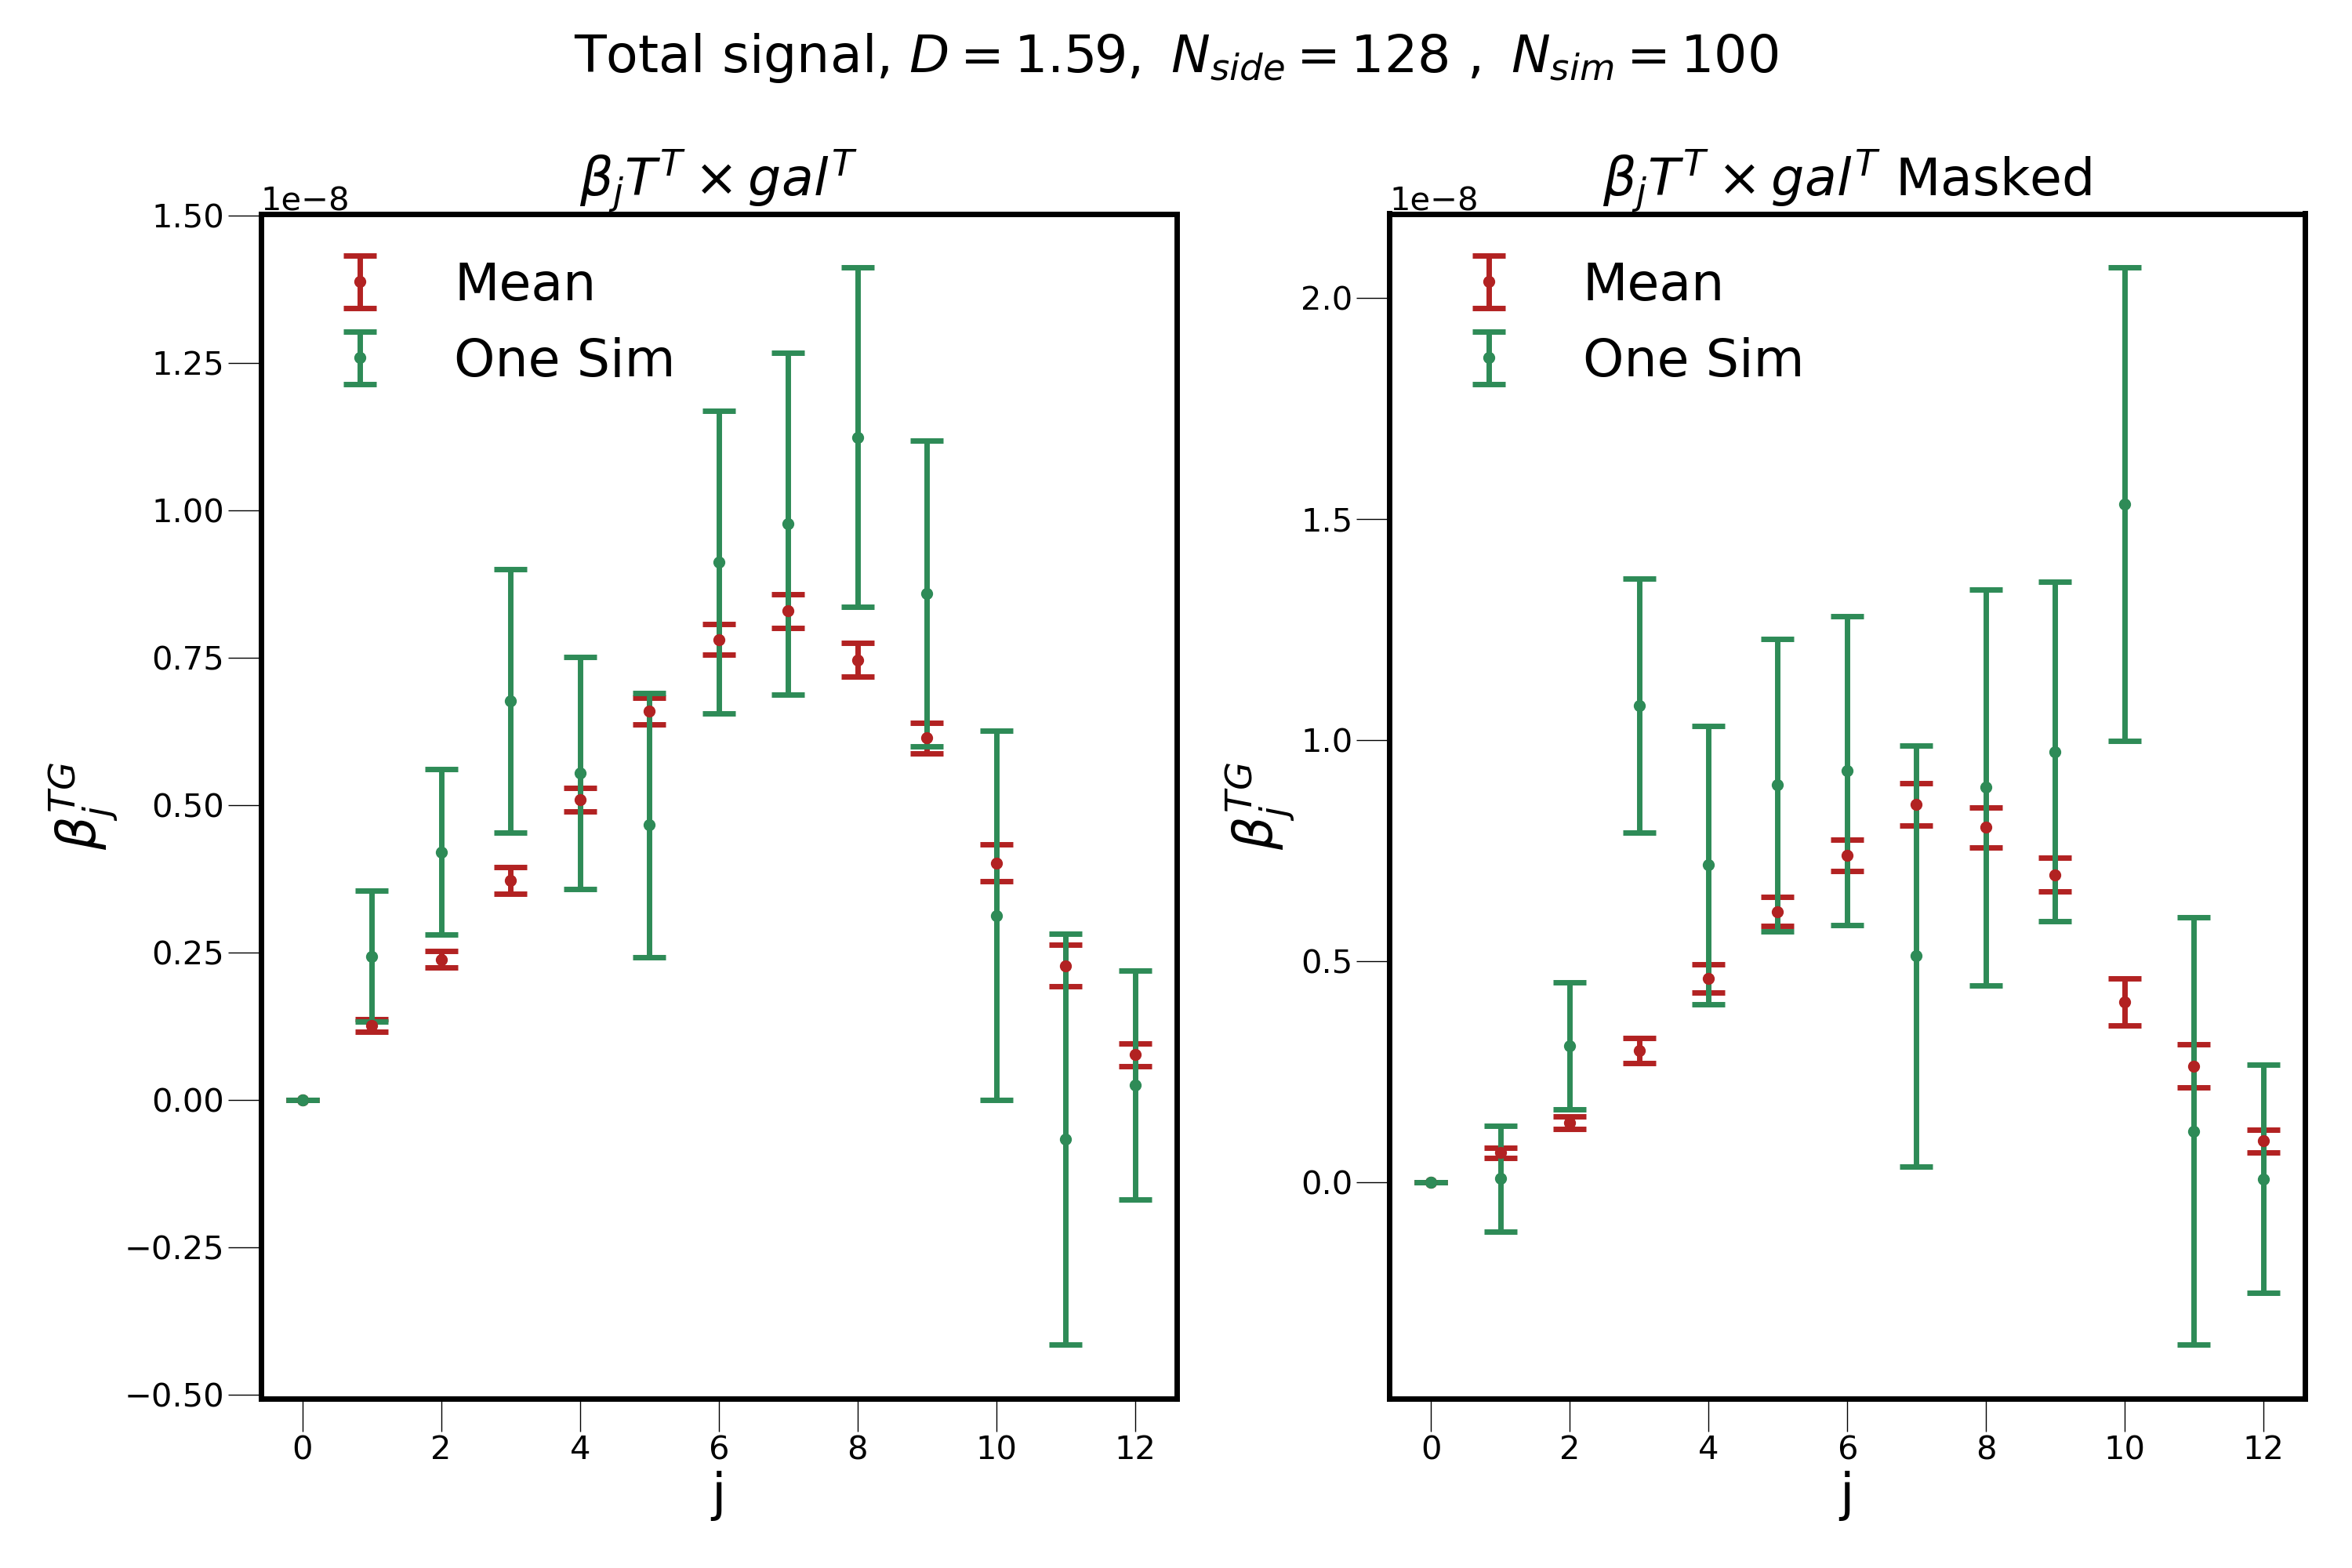 Total signal, D = 1.59, N_side = 128 , N_sim = 100
β_j T^T × gal^T
1e−8
1.50
1.25
1.00
0.75
0.50
0.25
0.00
−0.25
−0.50
Mean
One Sim
β_j^TG
0 2 4 6 8 10 12
j
β_j T^T × gal^T Masked
1e−8
2.0
1.5
1.0
0.5
0.0
Mean
One Sim
β_j^TG
0 2 4 6 8 10 12
j